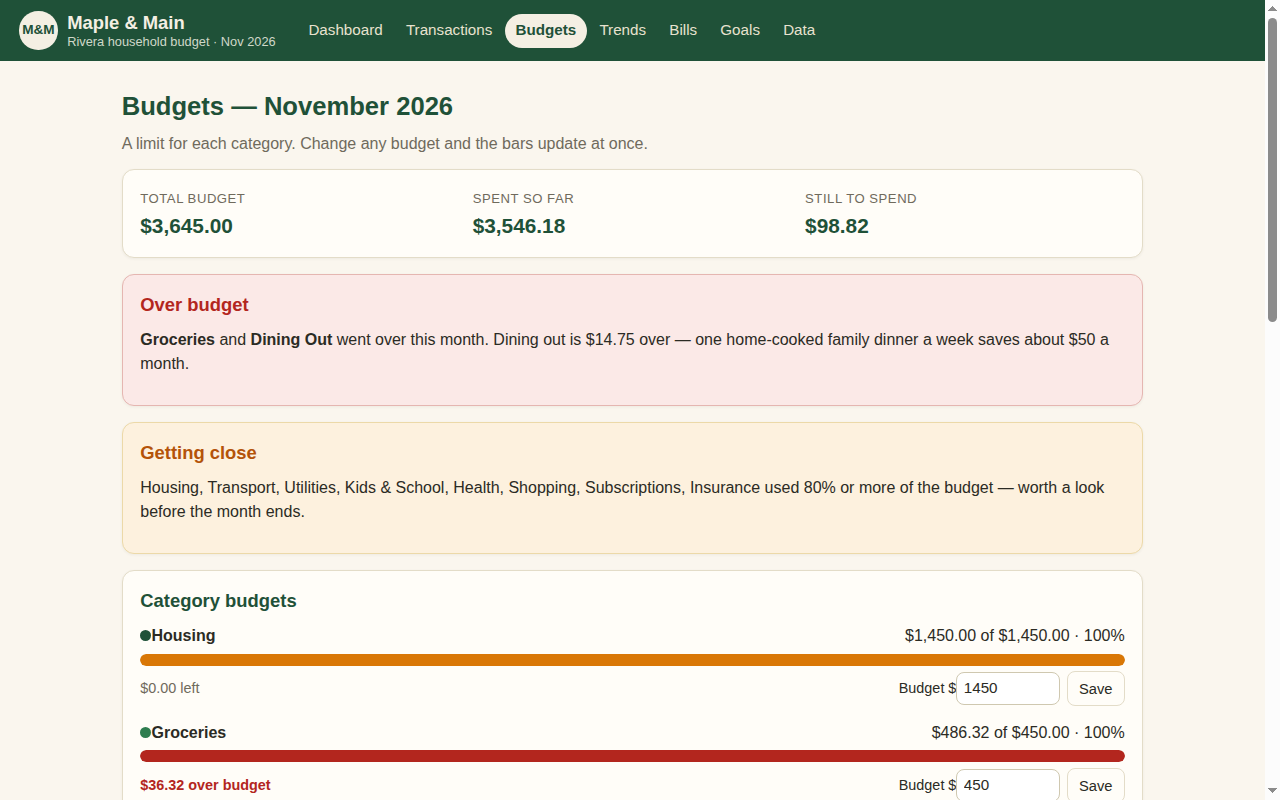 M&M
Maple & Main
Rivera household budget · Nov 2026
Dashboard Transactions Budgets Trends Bills Goals Data
Budgets — November 2026
A limit for each category. Change any budget and the bars update at once.
TOTAL BUDGET SPENT SO FAR STILL TO SPEND
$3,645.00 $3,546.18 $98.82
Over budget
Groceries and Dining Out went over this month. Dining out is $14.75 over — one home-cooked family dinner a week saves about $50 a
month.
Getting close
Housing, Transport, Utilities, Kids & School, Health, Shopping, Subscriptions, Insurance used 80% or more of the budget — worth a look
before the month ends.
Category budgets
Housing $1,450.00 of $1,450.00 · 100%
$0.00 left Budget $ 1450 Save
Groceries $486.32 of $450.00 · 100%
$36.32 over budget Budget $ 450 Save